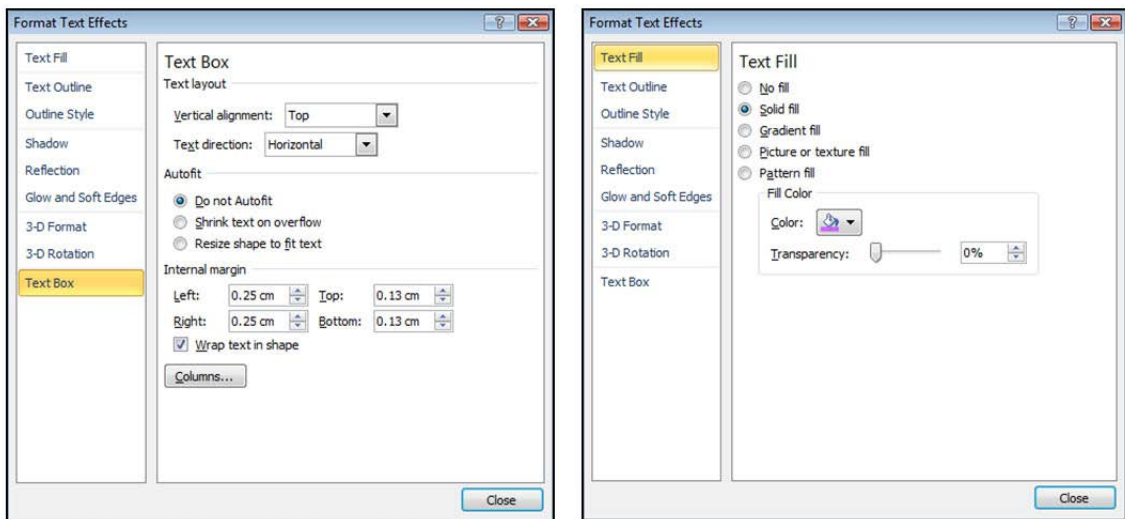 Format Text Effects
Text Fill
Text Outline
Outline Style
Shadow
Reflection
Glow and Soft Edges
3-D Format
3-D Rotation
Text Box
Text Box
Text layout
Vertical alignment: Top
Text direction: Horizontal
Autofit
Do not Autofit
Shrink text on overflow
Resize shape to fit text
Internal margin
Left: 0.25 cm Top: 0.13 cm
Right: 0.25 cm Bottom: 0.13 cm
Wrap text in shape
Columns...
Close
Format Text Effects
Text Fill
Text Outline
Outline Style
Shadow
Reflection
Glow and Soft Edges
3-D Format
3-D Rotation
Text Box
Text Fill
No fill
Solid fill
Gradient fill
Picture or texture fill
Pattern fill
Fill Color
Color:
Transparency: 0%
Close